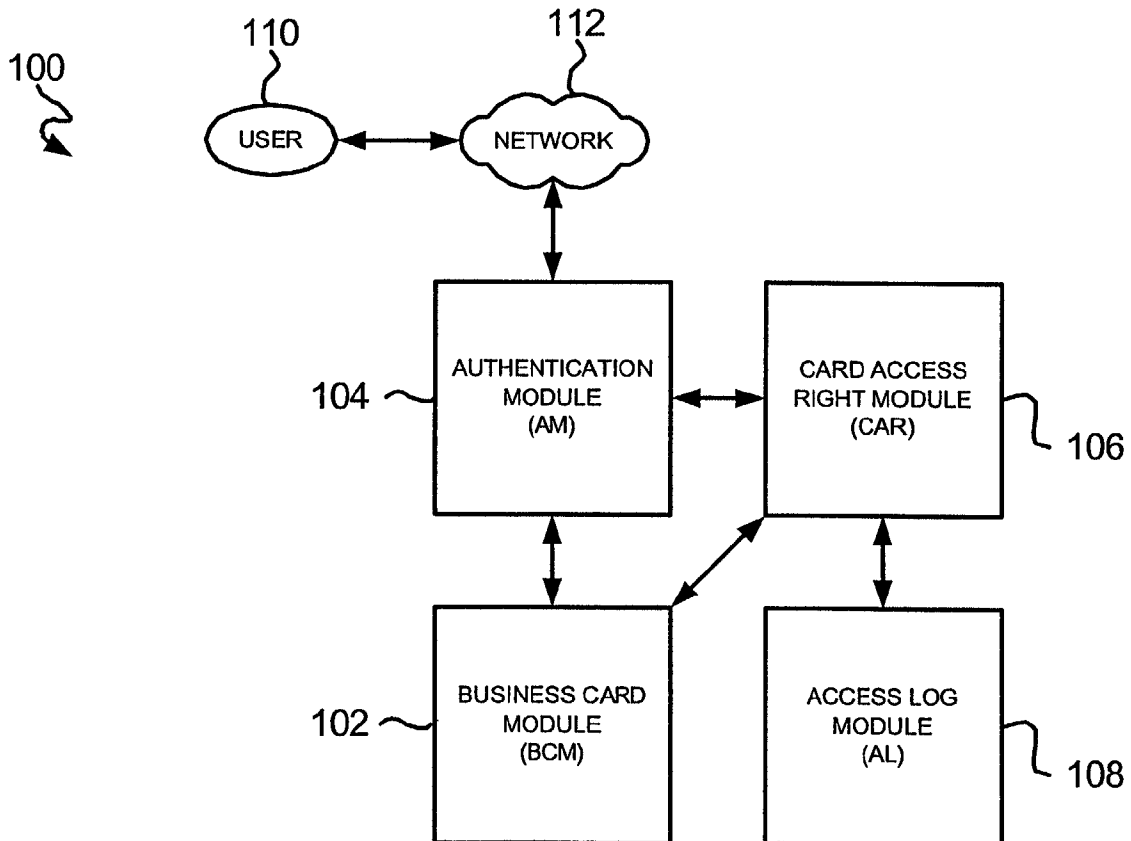 110
112
100
USER
NETWORK
AUTHENTICATION
MODULE
(AM)
104
CARD ACCESS
RIGHT MODULE
(CAR)
106
BUSINESS CARD
MODULE
(BCM)
102
ACCESS LOG
MODULE
(AL)
108